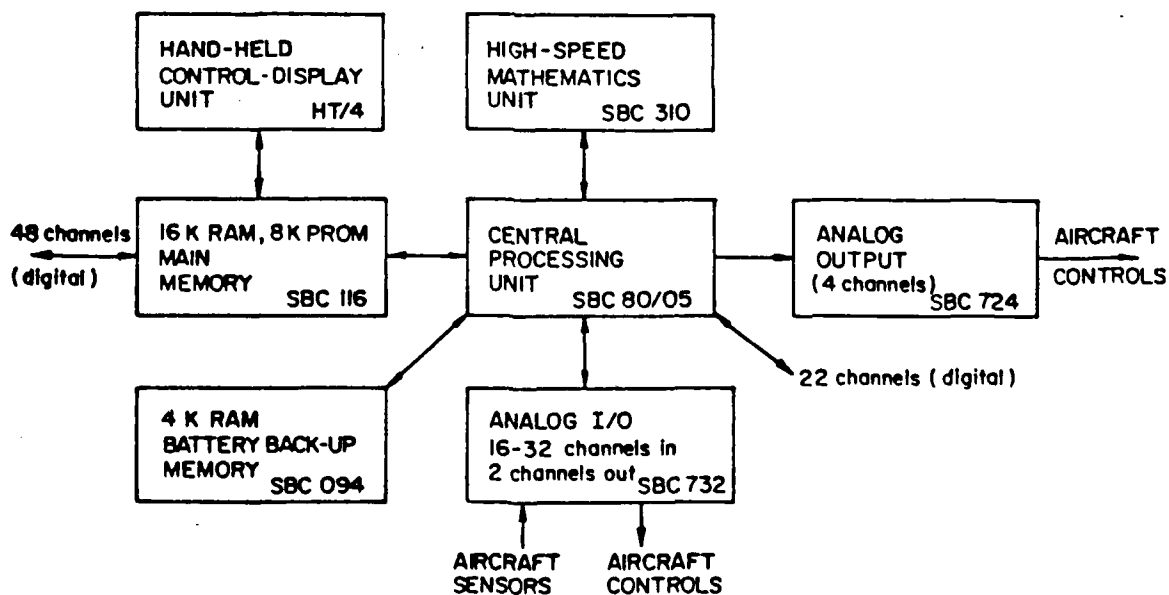 HAND-HELD
CONTROL-DISPLAY
UNIT
HT/4
HIGH-SPEED
MATHEMATICS
UNIT
SBC 310
48 channels
(digital)
16 K RAM, 8K PROM
MAIN
MEMORY
SBC 116
CENTRAL
PROCESSING
UNIT
SBC 80/05
ANALOG
OUTPUT
(4 channels)
SBC 724
AIRCRAFT
CONTROLS
22 channels (digital)
4 K RAM
BATTERY BACK-UP
MEMORY
SBC 094
ANALOG I/O
16-32 channels in
2 channels out
SBC 732
AIRCRAFT
SENSORS
AIRCRAFT
CONTROLS